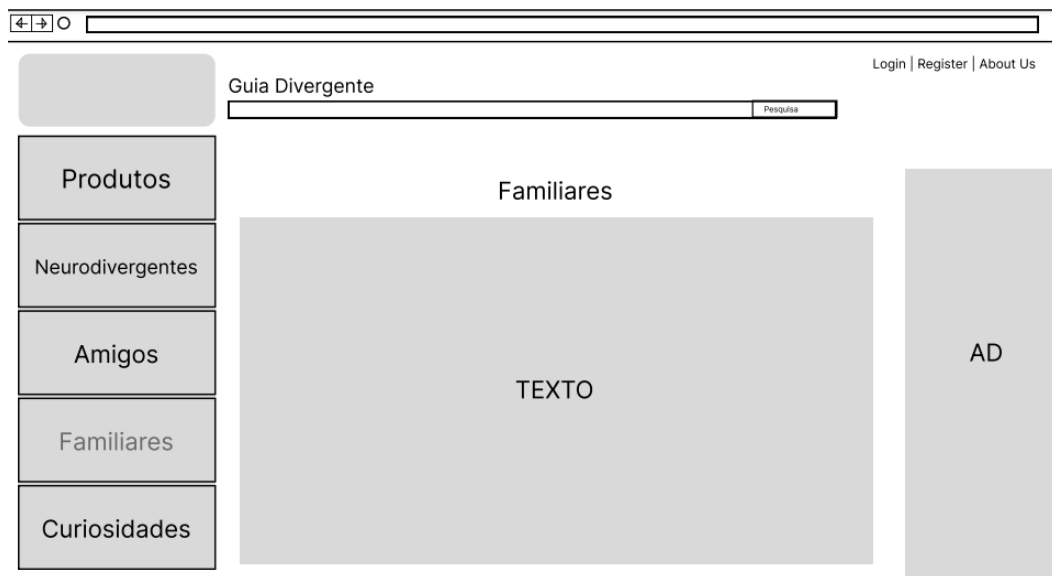 Login | Register | About Us
Guia Divergente
Pesquisa
Produtos
Neurodivergentes
Amigos
Familiares
Curiosidades
Familiares
TEXTO
AD